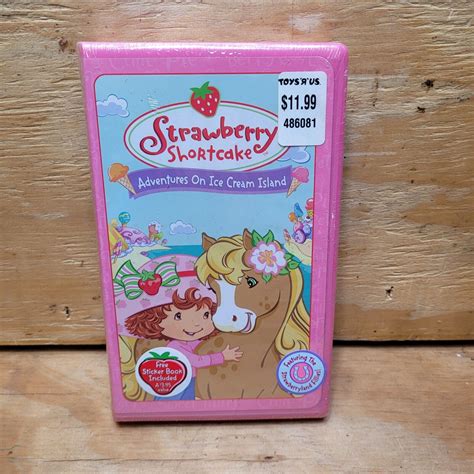 TOYS "R" US.
$11.99
486081
Strawberry
Shortcake
Adventures On Ice Cream Island
Free
Sticker Book
Included
Featuring The
Strawberryland Fillies!